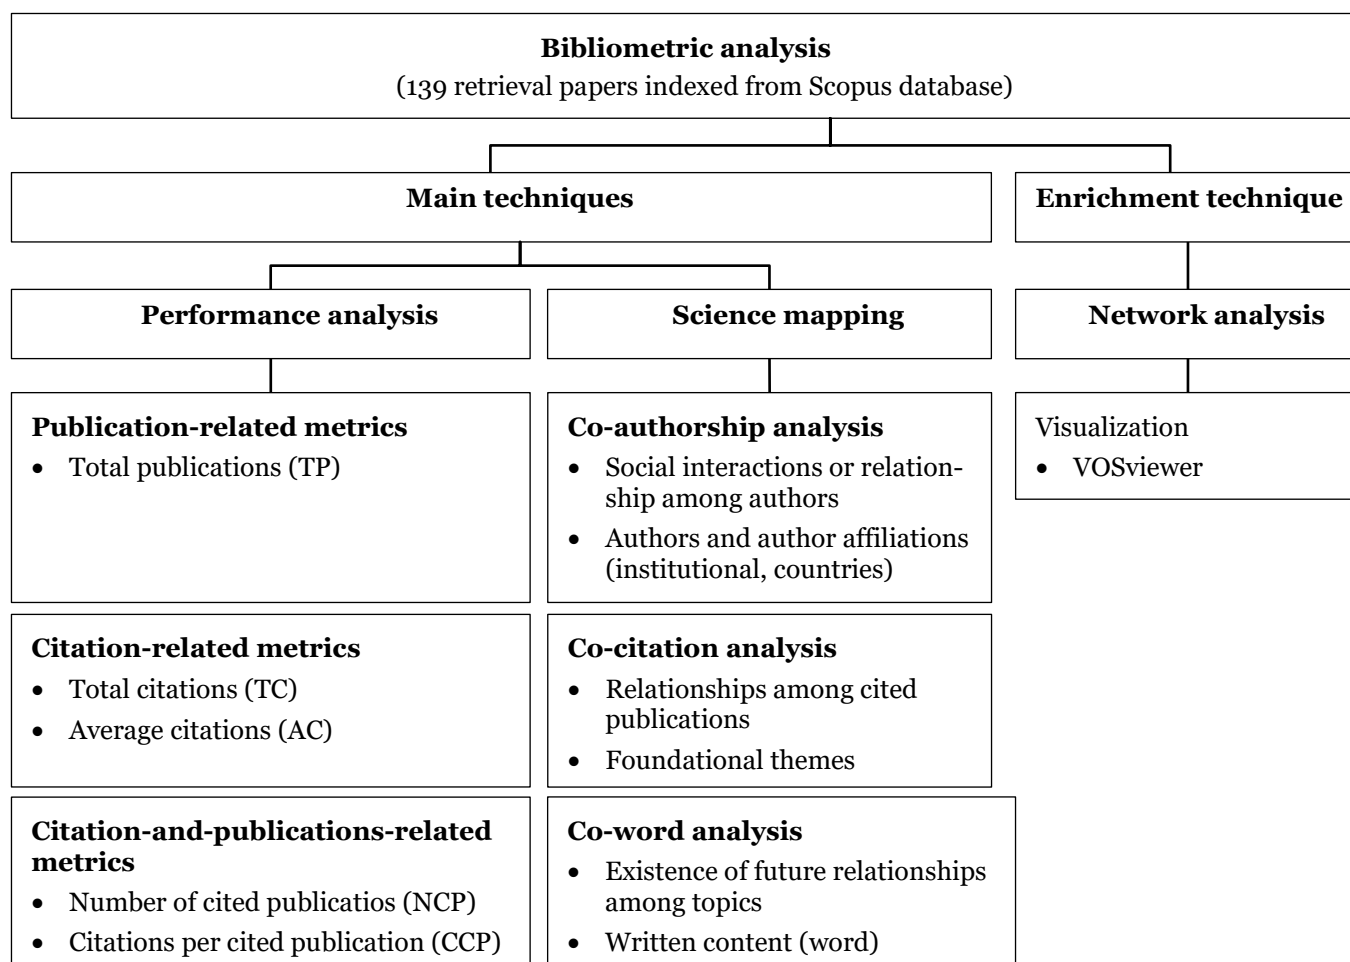 Bibliometric analysis
(139 retrieval papers indexed from Scopus database)
Main techniques
Enrichment technique
Performance analysis
Science mapping
Network analysis
Publication-related metrics
• Total publications (TP)
Co-authorship analysis
• Social interactions or relation-
ship among authors
• Authors and author affiliations
(institutional, countries)
Visualization
• VOSviewer
Citation-related metrics
• Total citations (TC)
• Average citations (AC)
Co-citation analysis
• Relationships among cited
publications
• Foundational themes
Citation-and-publications-related
metrics
• Number of cited publicatios (NCP)
• Citations per cited publication (CCP)
Co-word analysis
• Existence of future relationships
among topics
• Written content (word)